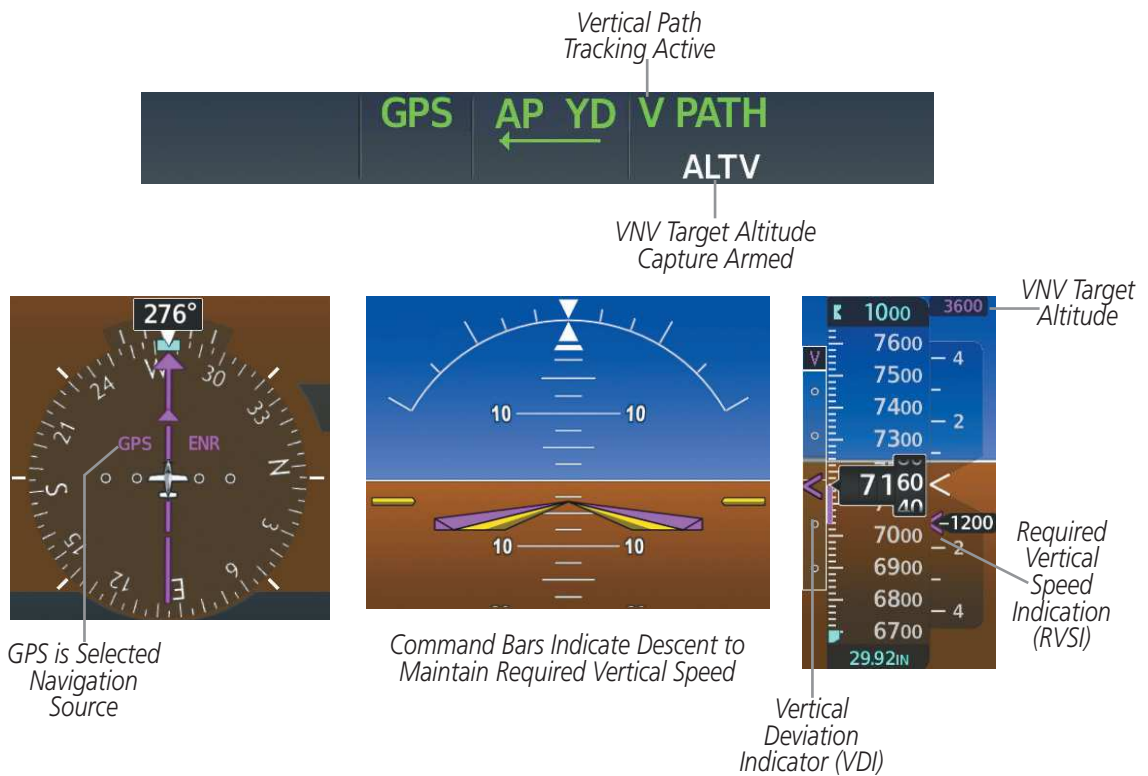 Vertical Path
Tracking Active
GPS AP YD V PATH
ALTV
VNV Target Altitude
Capture Armed
276°
24 W 30
21 33
GPS ENR
S N
15 3
12 E 6
GPS is Selected
Navigation
Source
10 10
10 10
Command Bars Indicate Descent to
Maintain Required Vertical Speed
1000 3600
VNV Target
Altitude
V
7600
4
7500
7400
2
7300
7160
40
-1200
7000
2
6900
6800
4
6700
29.92IN
Required
Vertical
Speed
Indication
(RVSI)
Vertical
Deviation
Indicator (VDI)